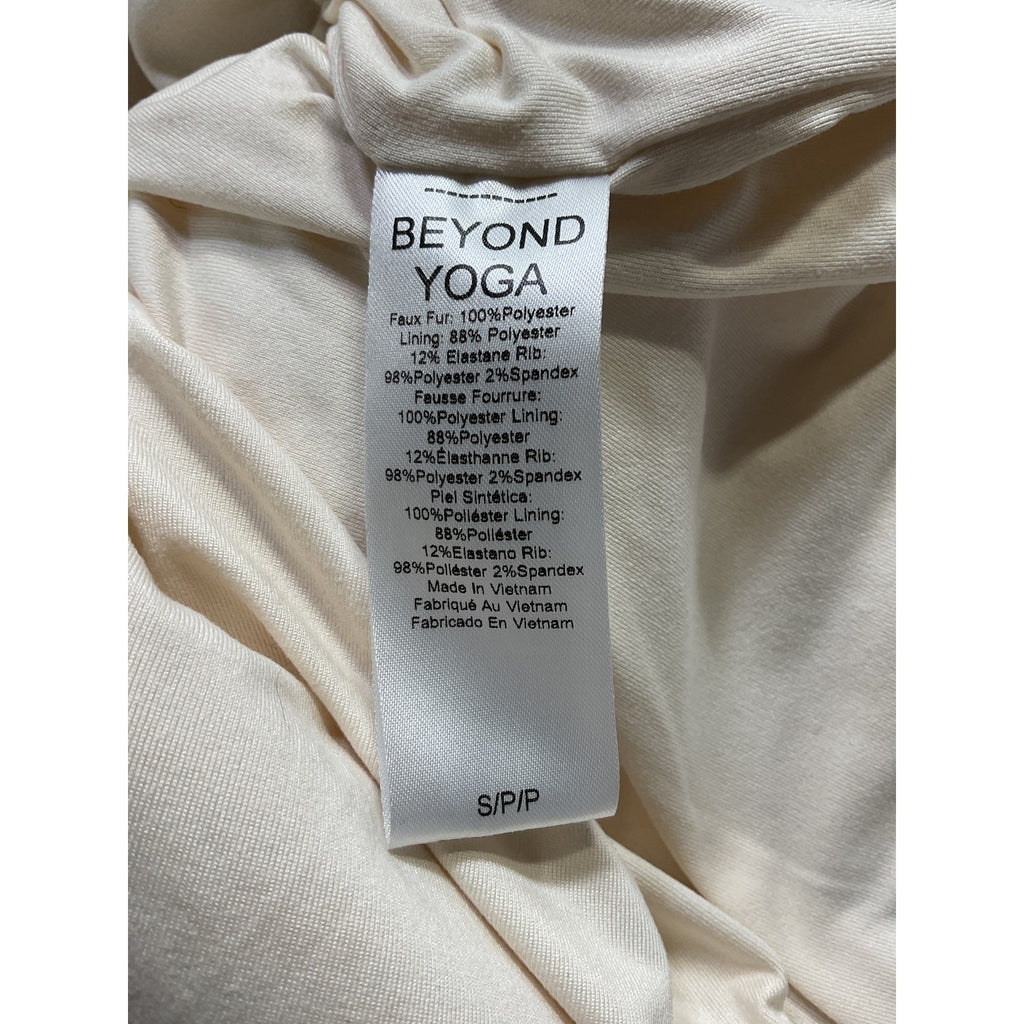 BEYOND
YOGA
Faux Fur: 100%Polyester
Lining: 88% Polyester
12% Elastane Rib:
98%Polyester 2%Spandex
Fausse Fourrure:
100%Polyester Lining:
88%Polyester
12%Élasthanne Rib:
98%Polyester 2%Spandex
Piel Sintética:
100%Poliéster Lining:
88%Poliéster
12%Elastano Rib:
98%Poliéster 2%Spandex
Made In Vietnam
Fabriqué Au Vietnam
Fabricado En Vietnam
S/P/P